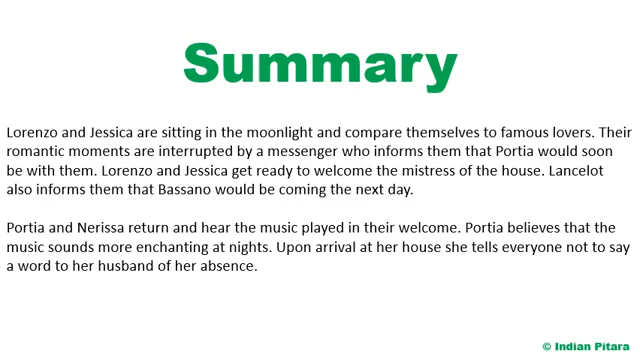 Summary
Lorenzo and Jessica are sitting in the moonlight and compare themselves to famous lovers. Their
romantic moments are interrupted by a messenger who informs them that Portia would soon
be with them. Lorenzo and Jessica get ready to welcome the mistress of the house. Lancelot
also informs them that Bassano would be coming the next day.
Portia and Nerissa return and hear the music played in their welcome. Portia believes that the
music sounds more enchanting at nights. Upon arrival at her house she tells everyone not to say
a word to her husband of her absence.
© Indian Pitara